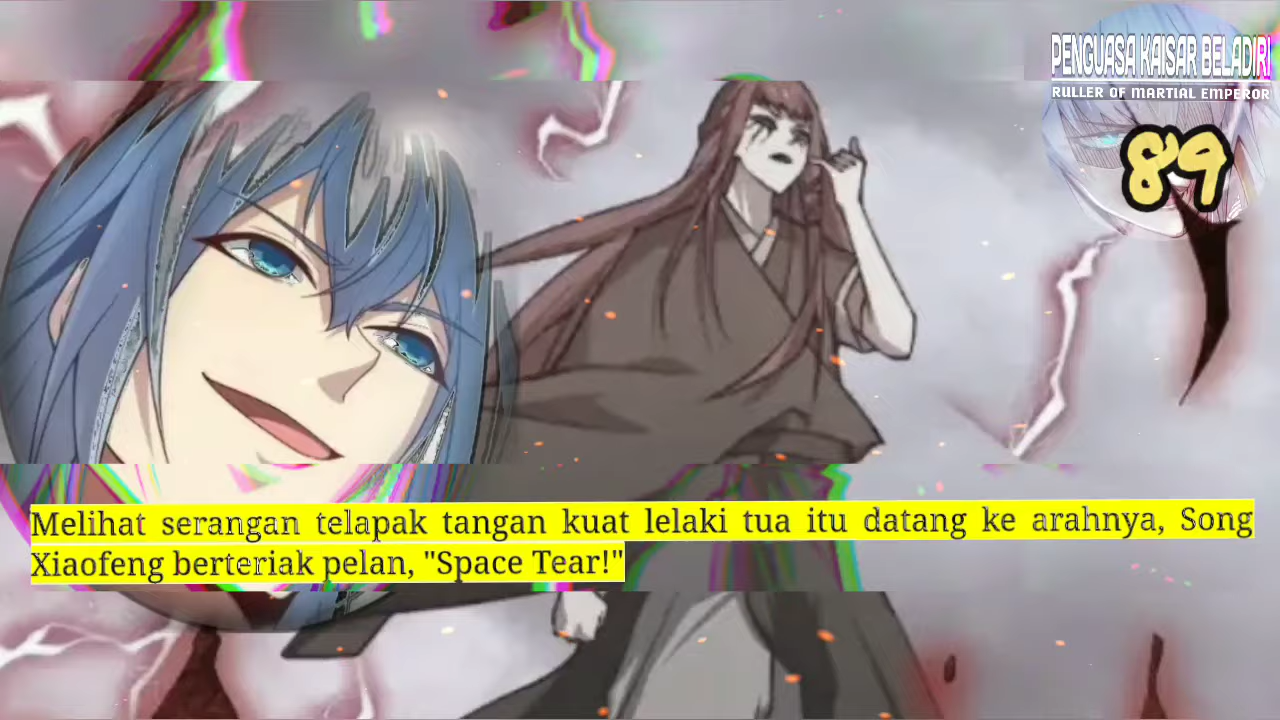 PENGUASA KAISAR BELADIRI
RULLER OF MARTIAL EMPEROR
89
Melihat serangan telapak tangan kuat lelaki tua itu datang ke arahnya, Song
Xiaofeng berteriak pelan, "Space Tear!"